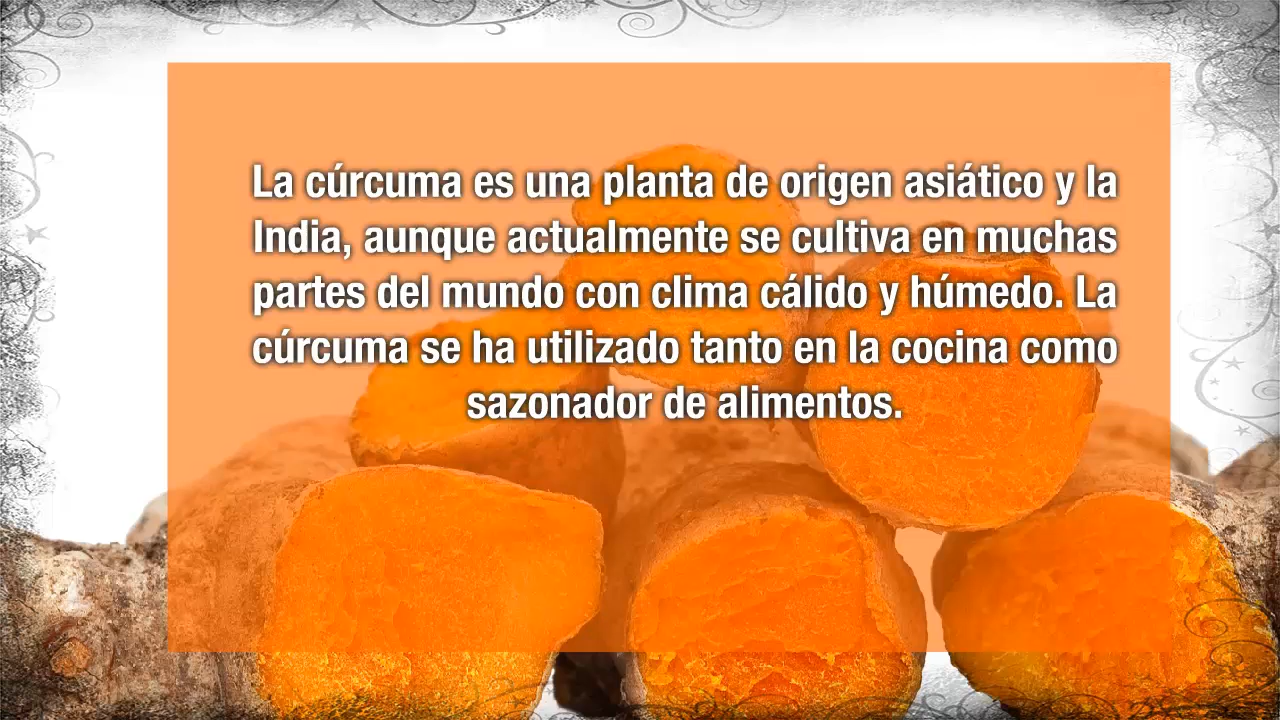 La cúrcuma es una planta de origen asiático y la
India, aunque actualmente se cultiva en muchas
partes del mundo con clima cálido y húmedo. La
cúrcuma se ha utilizado tanto en la cocina como
sazonador de alimentos.